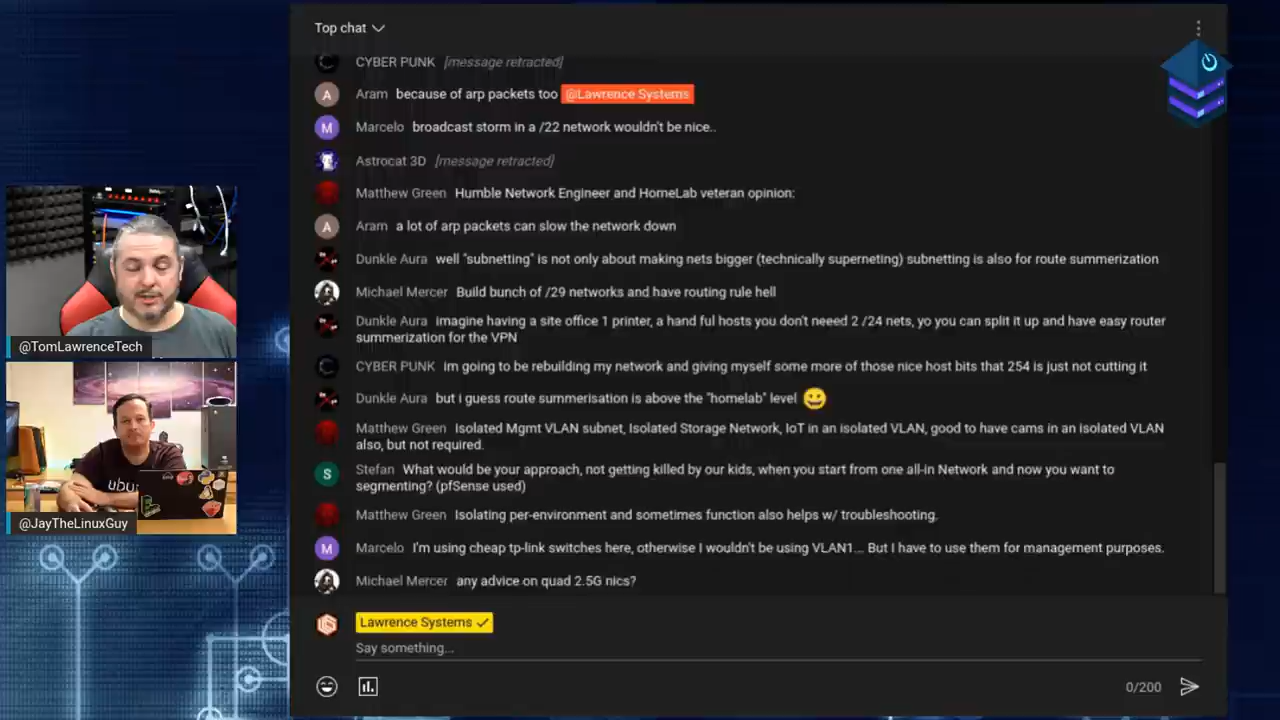 Top chat
CYBER PUNK [message retracted]
Aram because of arp packets too @Lawrence Systems
Marcelo broadcast storm in a /22 network wouldn't be nice..
Astrocat 3D [message retracted]
Matthew Green Humble Network Engineer and HomeLab veteran opinion:
Aram a lot of arp packets can slow the network down
Dunkle Aura well "subnetting" is not only about making nets bigger (technically superneting) subnetting is also for route summerization
Michael Mercer Build bunch of /29 networks and have routing rule hell
Dunkle Aura imagine having a site office 1 printer, a hand ful hosts you don't neeed 2 /24 nets, yo you can split it up and have easy router
summerization for the VPN
CYBER PUNK im going to be rebuilding my network and giving myself some more of those nice host bits that 254 is just not cutting it
Dunkle Aura but i guess route summerisation is above the "homelab" level
Matthew Green Isolated Mgmt VLAN subnet, Isolated Storage Network, IoT in an isolated VLAN, good to have cams in an isolated VLAN
also, but not required.
Stefan What would be your approach, not getting killed by our kids, when you start from one all-in Network and now you want to
segmenting? (pfSense used)
Matthew Green Isolating per-environment and sometimes function also helps w/ troubleshooting.
Marcelo I'm using cheap tp-link switches here, otherwise I wouldn't be using VLAN1... But I have to use them for management purposes.
Michael Mercer any advice on quad 2.5G nics?
Lawrence Systems
Say something...
0/200
@TomLawrenceTech
ubu
@JayTheLinuxGuy
A
M
A
S
M